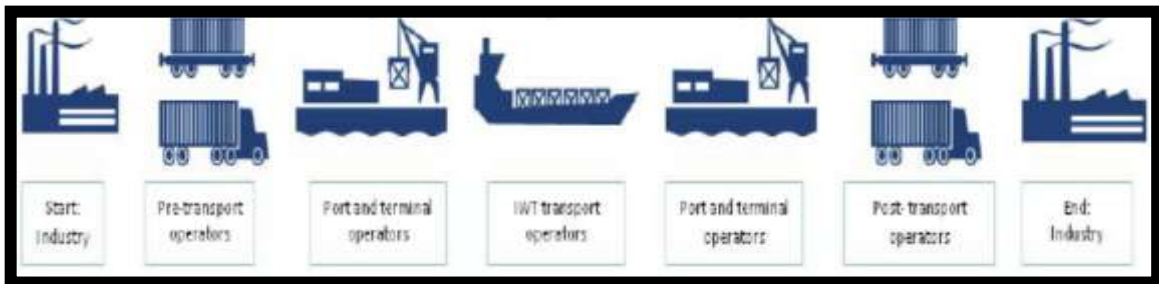 Start:
Industry
Pre-transport
operators
Port and terminal
operators
IWT transport
operators
Port and terminal
operators
Post- transport
operators
End:
Industry